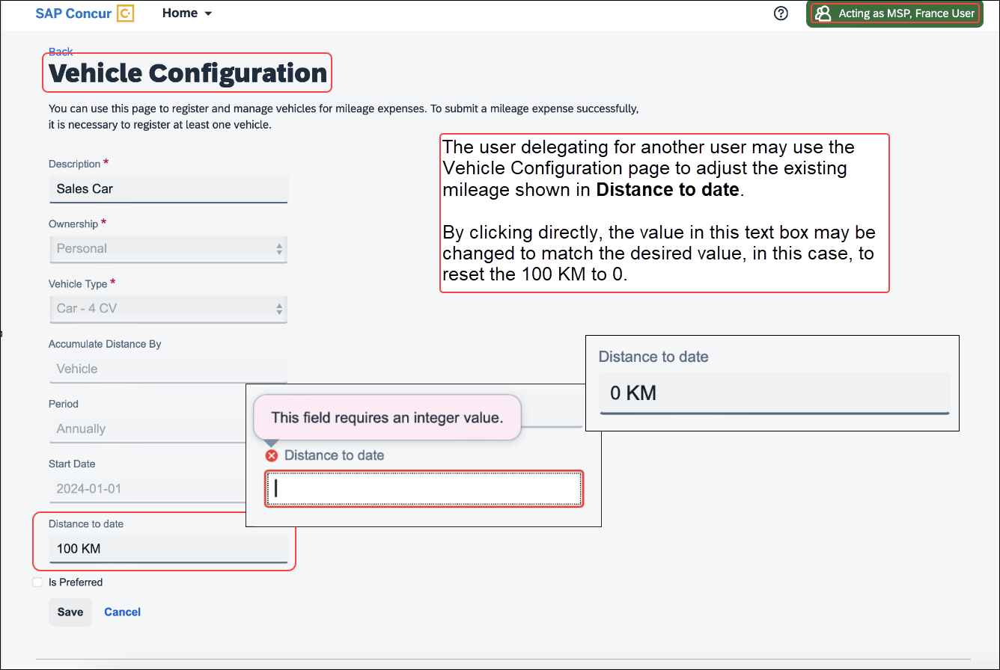 SAP Concur C Home
Acting as MSP, France User
Back
Vehicle Configuration
You can use this page to register and manage vehicles for mileage expenses. To submit a mileage expense successfully,
it is necessary to register at least one vehicle.
The user delegating for another user may use the
Vehicle Configuration page to adjust the existing
mileage shown in Distance to date.
By clicking directly, the value in this text box may be
changed to match the desired value, in this case, to
reset the 100 KM to 0.
Description *
Sales Car
Ownership *
Personal
Vehicle Type *
Car - 4 CV
Accumulate Distance By
Vehicle
Period
Annually
Start Date
2024-01-01
Distance to date
100 KM
Is Preferred
Save Cancel
This field requires an integer value.
Distance to date
Distance to date
0 KM